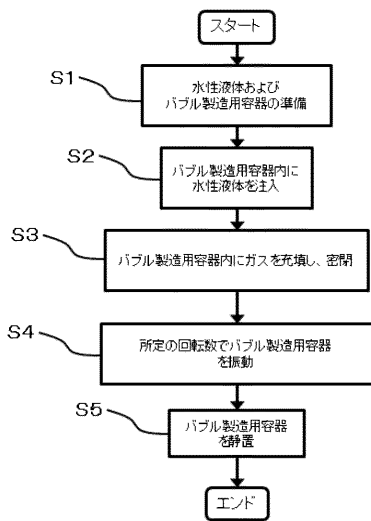 スタート
S1
水性液体および
バブル製造用容器の準備
S2
バブル製造用容器内に
水性液体を注入
S3
バブル製造用容器内にガスを充填し、密閉
S4
所定の回転数でバブル製造用容器
を振動
S5
バブル製造用容器
を静置
エンド